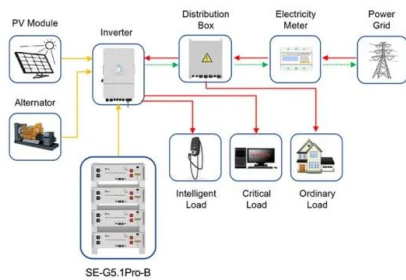 PV Module
Inverter
Distribution
Box
Electricity
Meter
Power
Grid
Alternator
Intelligent
Load
Critical
Load
Ordinary
Load
SE-G5.1Pro-B